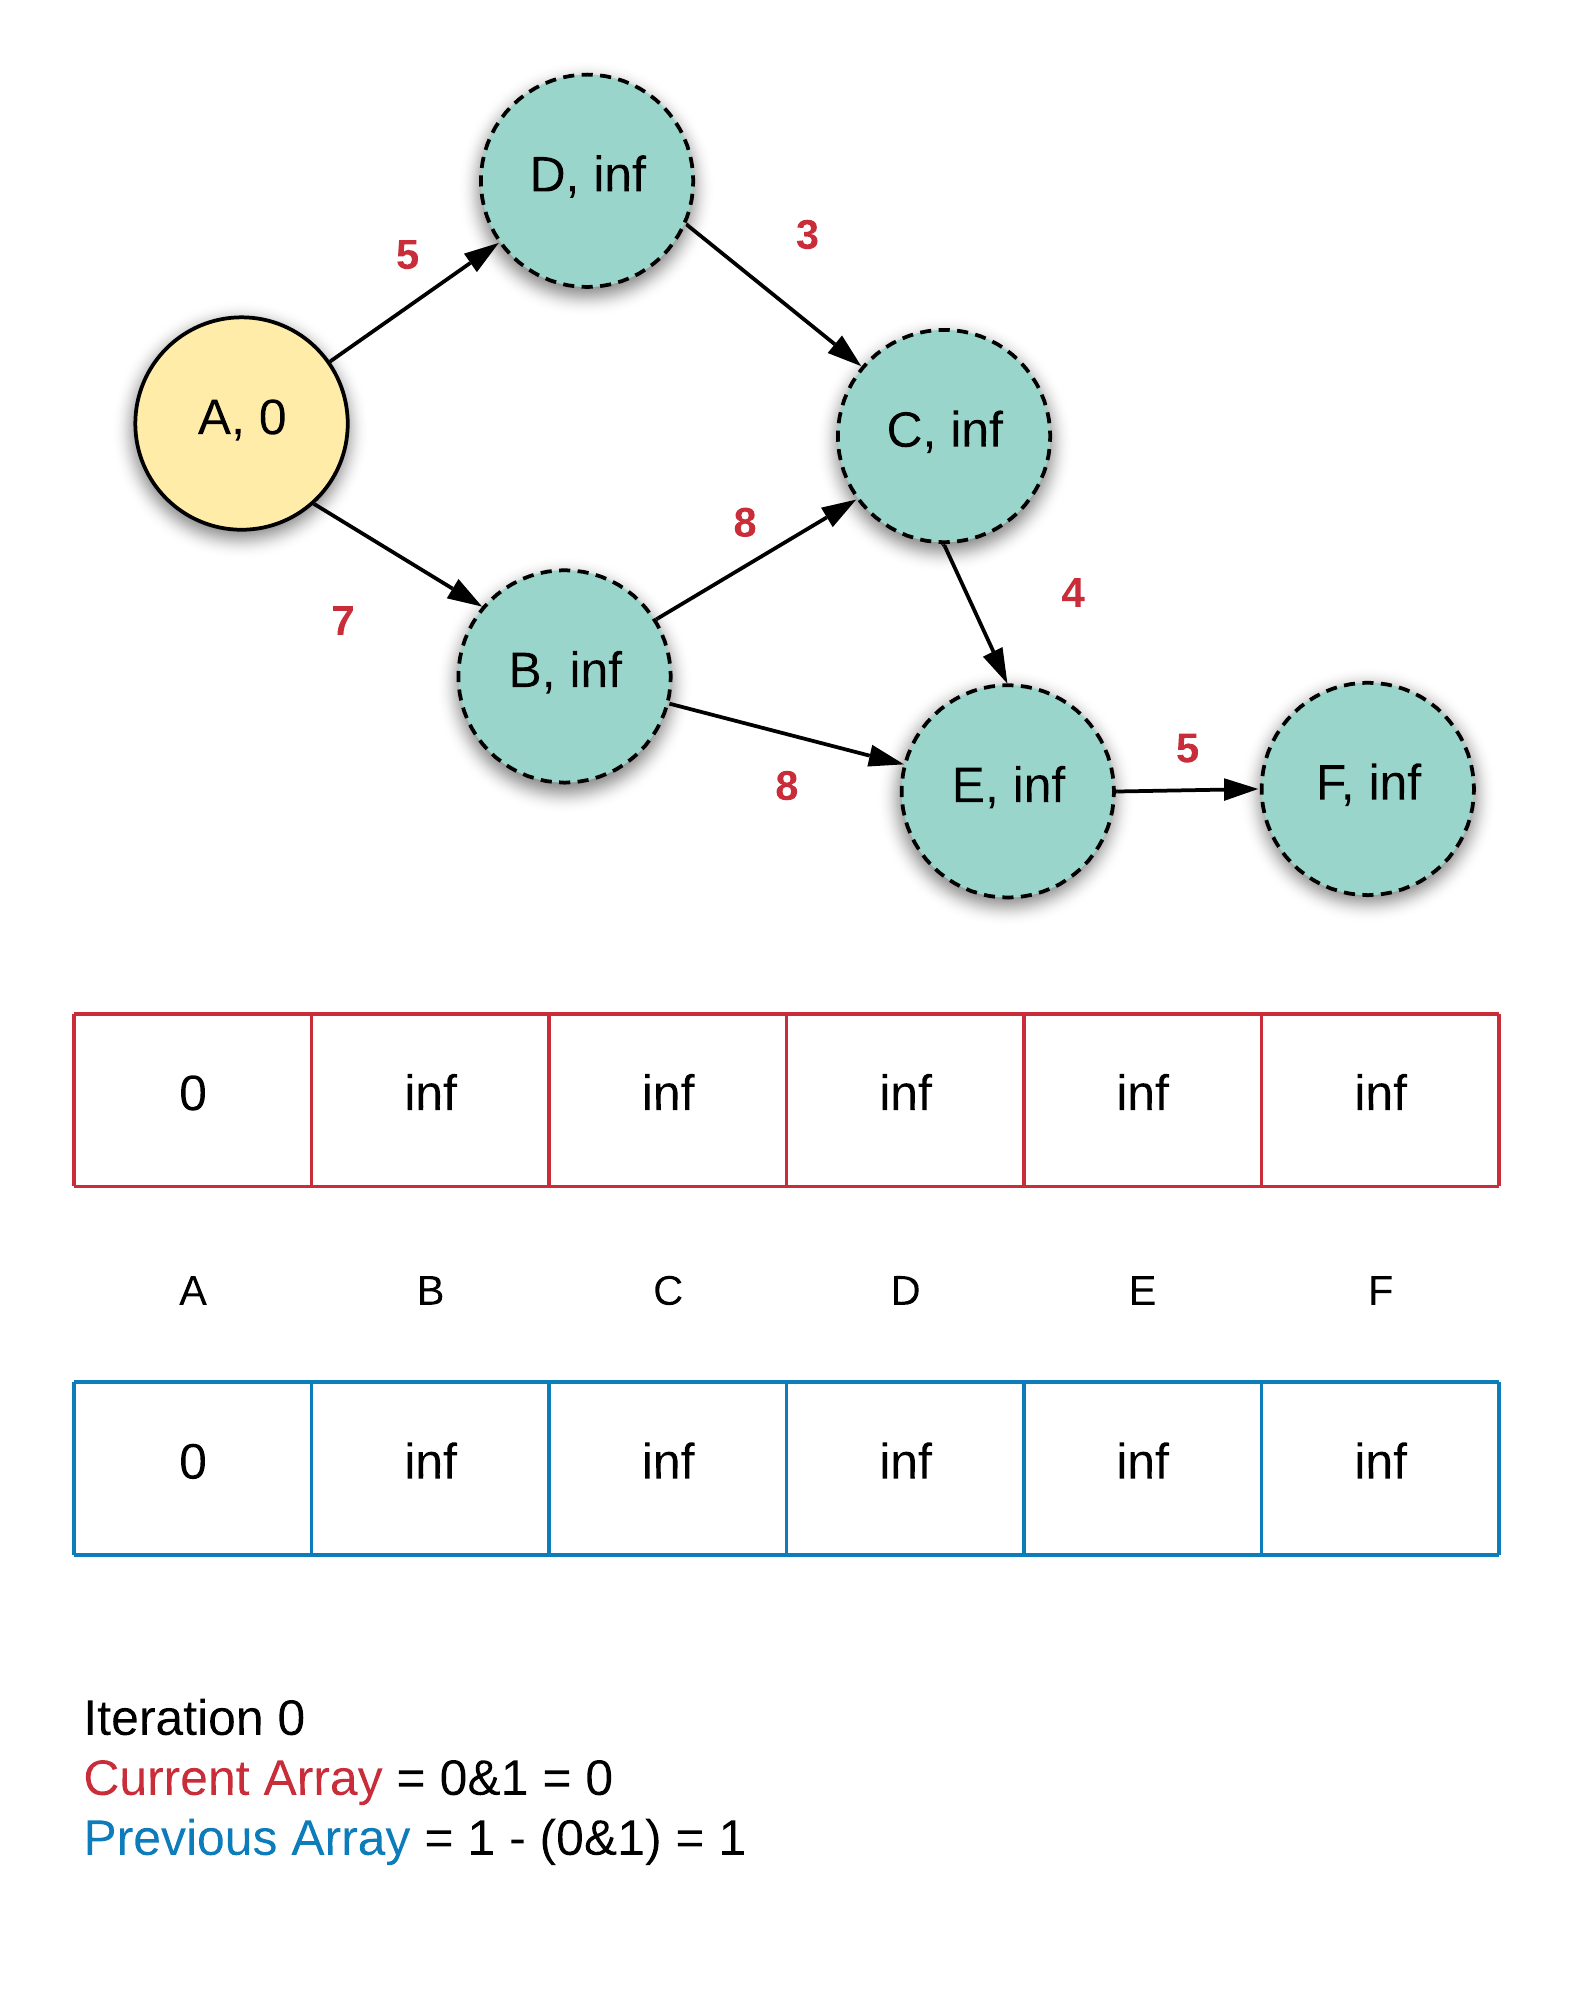 D, inf
3
5
A, 0
C, inf
8
4
7
B, inf
5
E, inf
F, inf
8
0 inf inf inf inf inf
A B C D E F
0 inf inf inf inf inf
Iteration 0
Current Array = 0&1 = 0
Previous Array = 1 - (0&1) = 1